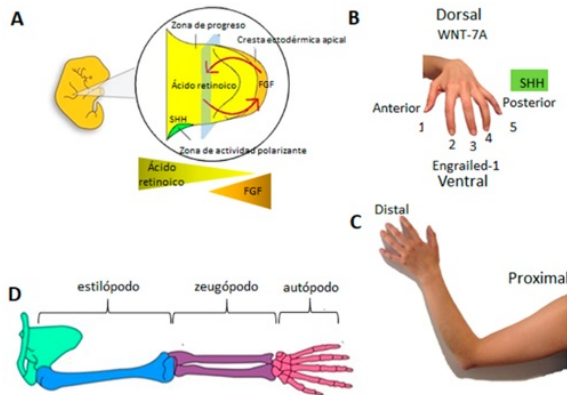 A
Zona de progreso
Cresta ectodérmica apical
Ácido retinoico
FGF
SHH
Zona de actividad polarizante
Ácido
retinoico
FGF
B
Dorsal
WNT-7A
SHH
Anterior
Posterior
1
2
3
4
5
Engrailed-1
Ventral
C
Distal
Proximal
D
estilópodo
zeugópodo
autópodo